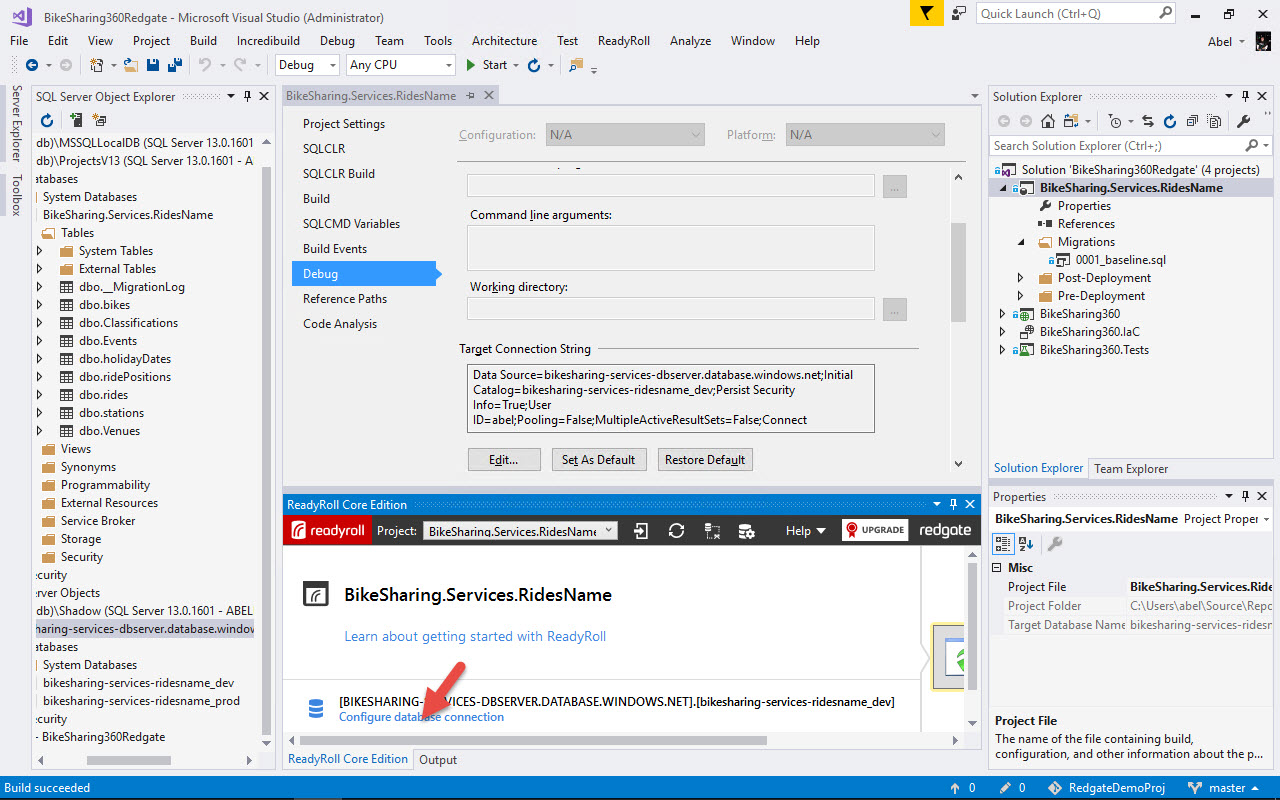 BikeSharing360Redgate - Microsoft Visual Studio (Administrator)
Quick Launch (Ctrl+Q)
File Edit View Project Build Incredibuild Debug Team Tools Architecture Test ReadyRoll Analyze Window Help
Abel
Debug Any CPU Start
Server Explorer
Toolbox
SQL Server Object Explorer
db)\MSSQLLocalDB (SQL Server 13.0.1601
db)\ProjectsV13 (SQL Server 13.0.1601 - A
atabases
System Databases
BikeSharing.Services.RidesName
Tables
System Tables
External Tables
dbo.__MigrationLog
dbo.bikes
dbo.Classifications
dbo.Events
dbo.holidayDates
dbo.ridePositions
dbo.rides
dbo.stations
dbo.Venues
Views
Synonyms
Programmability
External Resources
Service Broker
Storage
Security
ecurity
erver Objects
db)\Shadow (SQL Server 13.0.1601 - ABEL
haring-services-dbserver.database.window
atabases
System Databases
bikesharing-services-ridesname_dev
bikesharing-services-ridesname_prod
ecurity
- BikeSharing360Redgate
BikeSharing.Services.RidesName
Project Settings
SQLCLR
SQLCLR Build
Build
SQLCMD Variables
Build Events
Debug
Reference Paths
Code Analysis
Configuration: N/A Platform: N/A
...
Command line arguments:
Working directory:
...
Target Connection String
Data Source=bikesharing-services-dbserver.database.windows.net;Initial
Catalog=bikesharing-services-ridesname_dev;Persist Security
Info=True;User
ID=abel;Pooling=False;MultipleActiveResultSets=False;Connect
Edit... Set As Default Restore Default
ReadyRoll Core Edition
readyroll Project: BikeSharing.Services.RidesName Help UPGRADE redgate
BikeSharing.Services.RidesName
Learn about getting started with ReadyRoll
[BIKESHARING-S VICES-DBSERVER.DATABASE.WINDOWS.NET].[bikesharing-services-ridesname_dev]
Configure database connection
ReadyRoll Core Edition Output
Solution Explorer
Search Solution Explorer (Ctrl+;)
Solution 'BikeSharing360Redgate' (4 projects)
BikeSharing.Services.RidesName
Properties
References
Migrations
0001_baseline.sql
Post-Deployment
Pre-Deployment
BikeSharing360
BikeSharing360.IaC
BikeSharing360.Tests
Solution Explorer Team Explorer
Properties
BikeSharing.Services.RidesName Project Proper
Misc
Project File BikeSharing.Services.Ride
Project Folder C:\Users\abel\Source\Repo
Target Database Name bikesharing-services-ridesn
Project File
The name of the file containing build,
configuration, and other information about the p...
Build succeeded 0 0 RedgateDemoProj master